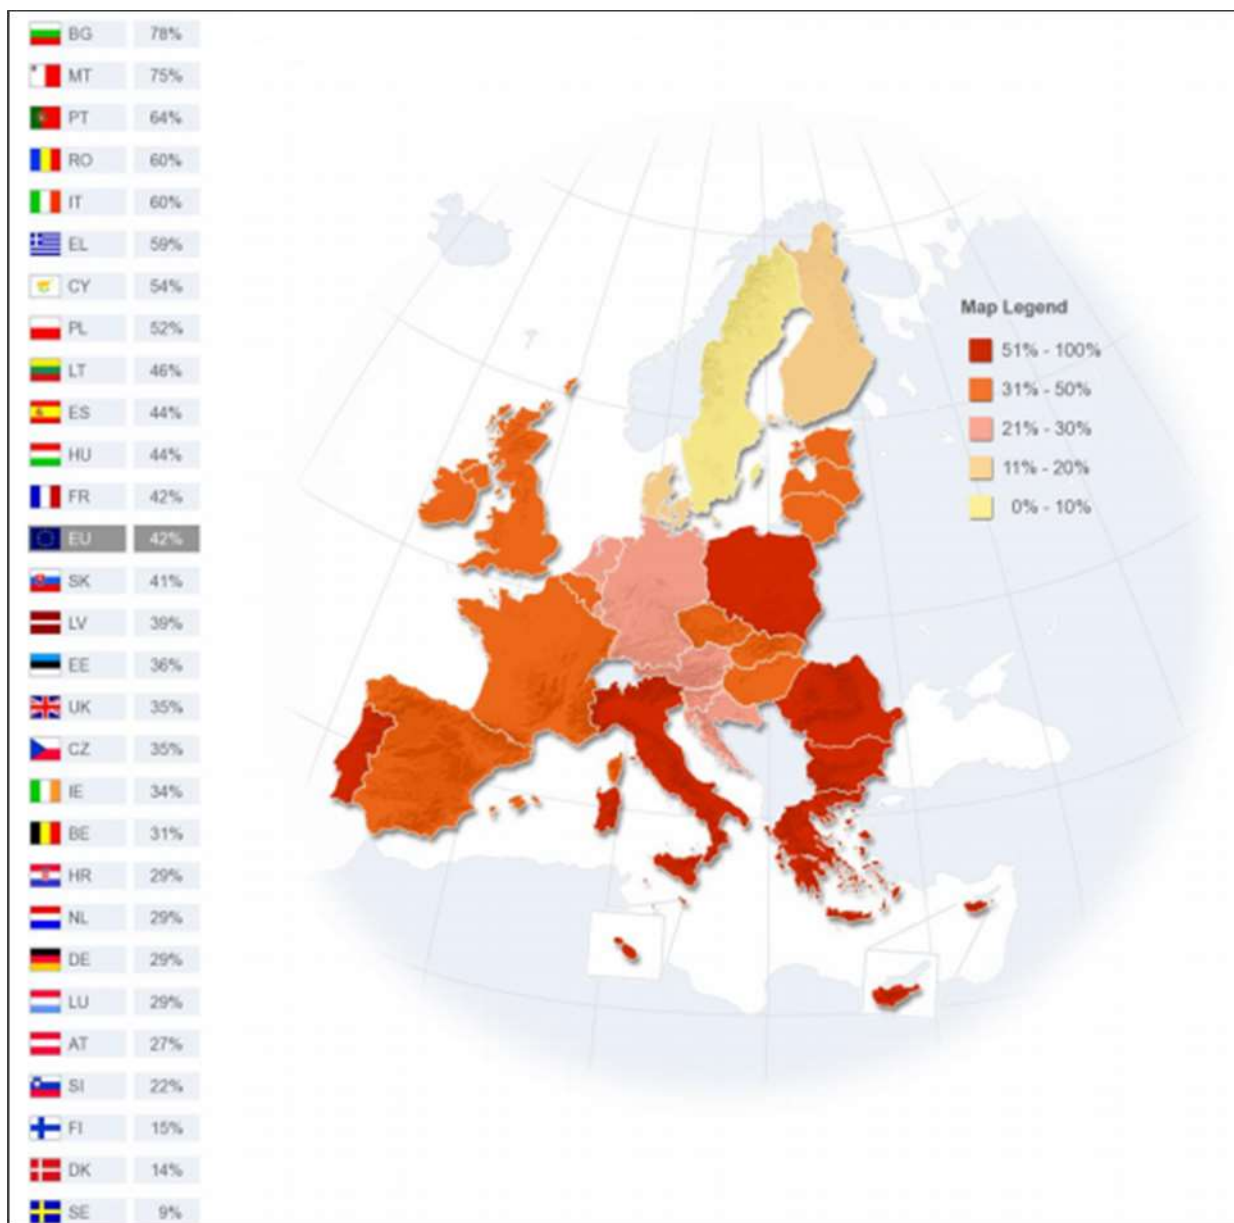 BG 78%
MT 75%
PT 64%
RO 60%
IT 60%
EL 59%
CY 54%
PL 52%
LT 46%
ES 44%
HU 44%
FR 42%
EU 42%
SK 41%
LV 39%
EE 36%
UK 35%
CZ 35%
IE 34%
BE 31%
HR 29%
NL 29%
DE 29%
LU 29%
AT 27%
SI 22%
FI 15%
DK 14%
SE 9%
Map Legend
51% - 100%
31% - 50%
21% - 30%
11% - 20%
0% - 10%